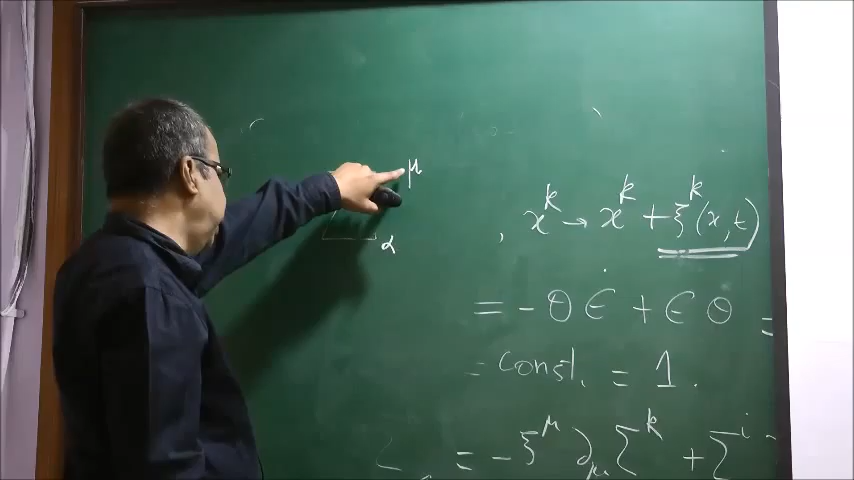 μ
α
, x^k → x^k + ξ^k(x,t)
= - Θ ϵ̇ + ϵ Θ̇ =
= Const. = 1.
= - ξ^μ ∂_μ Σ^k + Σ^i